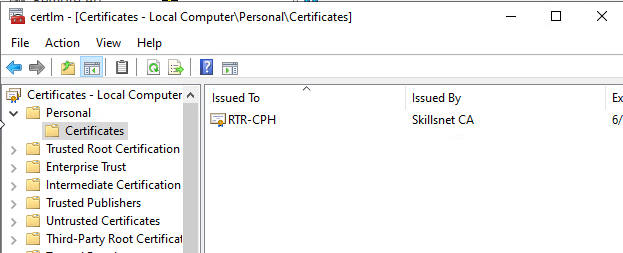 certlm - [Certificates - Local Computer\Personal\Certificates]
File Action View Help
Certificates - Local Computer
Personal
Certificates
Trusted Root Certification
Enterprise Trust
Intermediate Certification
Trusted Publishers
Untrusted Certificates
Third-Party Root Certificat
Issued To Issued By Ex
RTR-CPH Skillsnet CA 6/